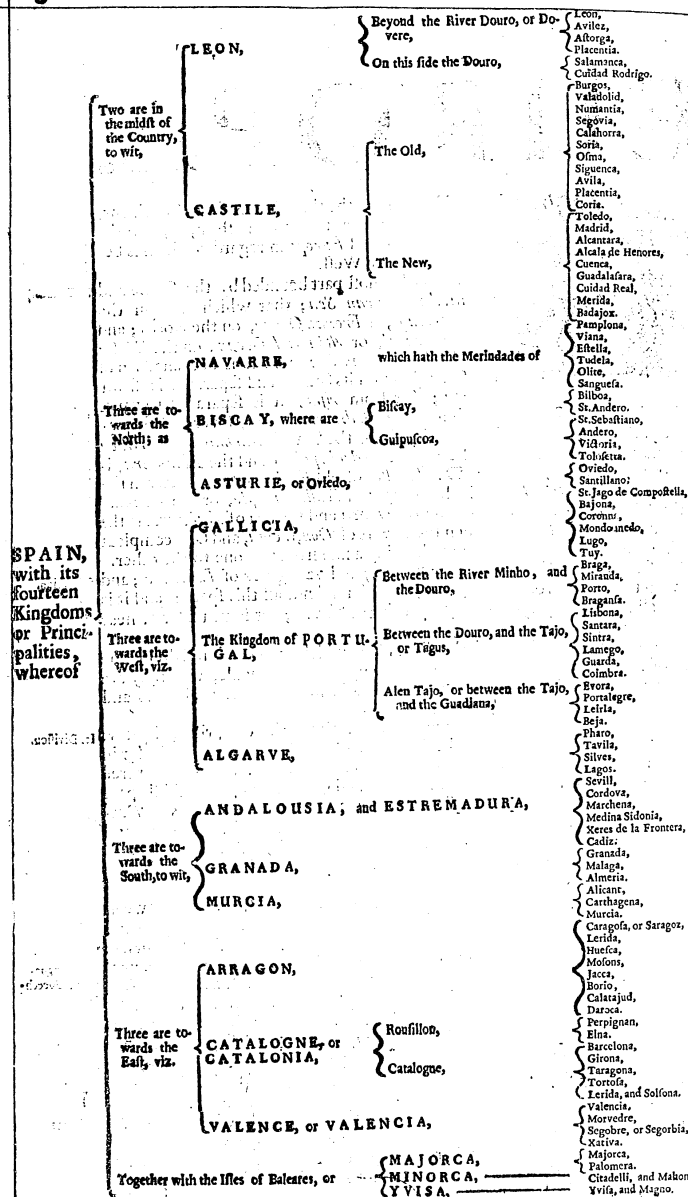 SPAIN,
with its
fourteen
Kingdoms
or Princi-
palities,
whereof
Two are in
the midſt of
the Country,
to wit,
LEON,
Beyond the River Douro, or Do-
vere,
Leon,
Avilez,
Aſtorga,
Placentia.
On this ſide the Douro,
Salamanca,
Cuidad Rodrigo.
CASTILE,
The Old,
Burgos,
Valadolid,
Numantia,
Segovia,
Calahorra,
Soria,
Oſma,
Siguenca,
Avila,
Placentia,
Coria.
The New,
Toledo,
Madrid,
Alcantara,
Alcala de Henores,
Cuenca,
Guadalaſara,
Cuidad Real,
Merida,
Badajox.
Three are to-
wards the
North; as
NAVARRE,
which hath the Merindades of
Pamplona,
Viana,
Eſtella,
Tudela,
Olite,
Sangueſa.
BISCAY, where are
Biſcay,
Bilboa,
St.Andero.
Guipuſcoa,
St.Sebaſtiano,
Andero,
Victoria,
Toloſetta.
ASTURIE, or Oviedo,
Oviedo,
Santillano;
Three are to-
wards the
Weſt, viz.
GALLICIA,
St.Jago de Compoſtella,
Bajona,
Coronna,
Mondonnedo,
Lugo,
Tuy.
The Kingdom of PORTU-
GAL,
Between the River Minho, and
the Douro,
Braga,
Miranda,
Porto,
Braganſa.
Between the Douro, and the Tajo,
or Tagus,
Lisbona,
Santara,
Sintra,
Lamego,
Guarda,
Coimbra.
Alen Tajo, or between the Tajo,
and the Guadiana,
Evora,
Portalegre,
Leiria,
Beja.
ALGARVE,
Pharo,
Tavila,
Silves,
Lagos.
Three are to-
wards the
South, to wit,
ANDALOUSIA, and ESTREMADURA,
Sevill,
Cordova,
Marchena,
Medina Sidonia,
Xeres de la Frontera,
Cadiz;
GRANADA,
Granada,
Malaga,
Almeria.
MURCIA,
Alicant,
Carthagena,
Murcia.
Three are to-
wards the
Eaſt, viz.
ARRAGON,
Caragoſa, or Saragoz,
Lerida,
Hueſca,
Moſons,
Jacca,
Borio,
Calatajud,
Daroca.
CATALOGNE, or
CATALONIA,
Rouſillon,
Perpignan,
Elna.
Catalogne,
Barcelona,
Girona,
Taragona,
Tortoſa,
Lerida, and Solſona.
VALENCE, or VALENCIA,
Valencia,
Morvedre,
Segobre, or Segorbia,
Xativa.
Together with the Iſles of Baleares, or
MAJORCA,
Majorca,
Palomera.
MINORCA,
Citadelli, and Mahon
YVISA.
Yviſa, and Magno.